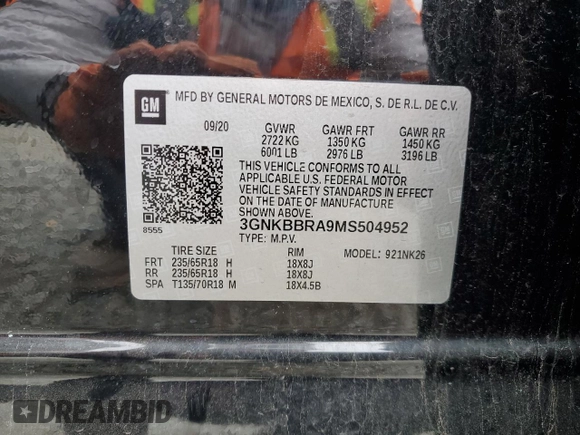 GM
MFD BY GENERAL MOTORS DE MEXICO, S. DE R.L. DE C.V.
09/20 GVWR GAWR FRT GAWR RR
2722 KG 1350 KG 1450 KG
6001 LB 2976 LB 3196 LB
THIS VEHICLE CONFORMS TO ALL
APPLICABLE U.S. FEDERAL MOTOR
VEHICLE SAFETY STANDARDS IN EFFECT
ON THE DATE OF MANUFACTURE
SHOWN ABOVE.
8555
3GNKBBRA9MS504952
TYPE: M.P.V. MODEL: 921NK26
TIRE SIZE RIM
FRT 235/65R18 H 18X8J
RR 235/65R18 H 18X8J
SPA T135/70R18 M 18X4.5B
DREAMBID